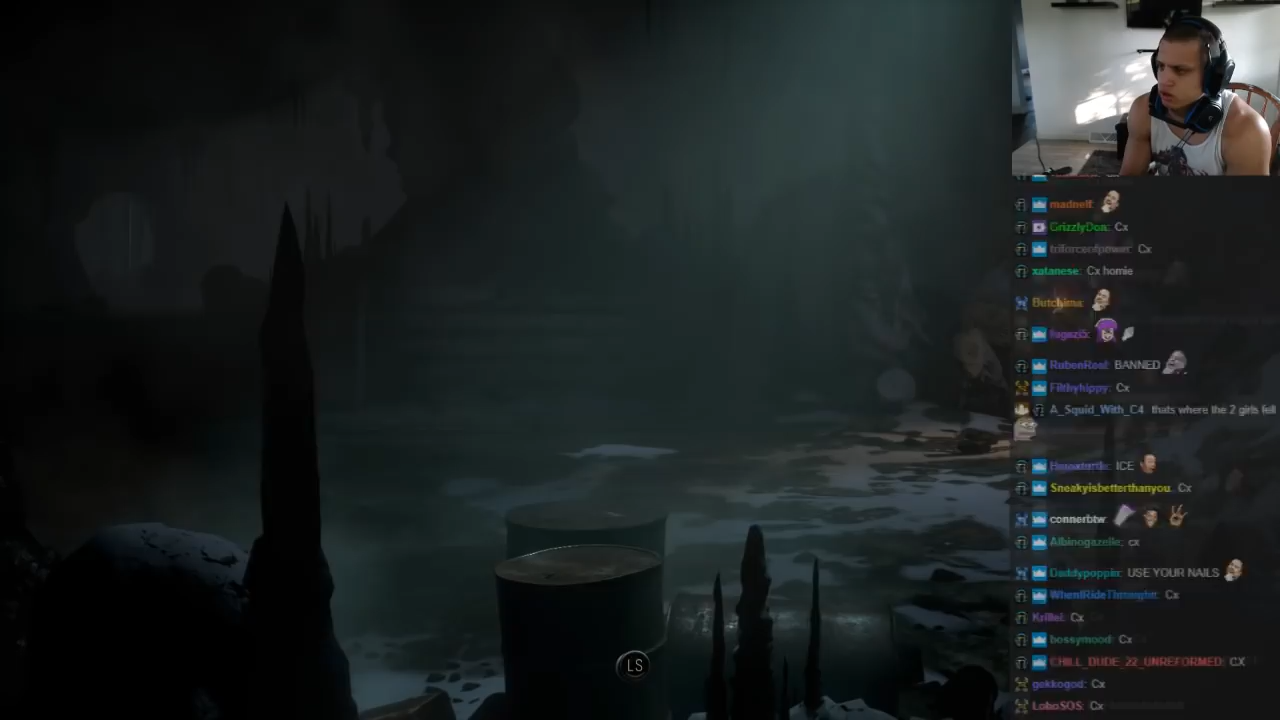 madnelf:
GrizzlyDon: Cx
triforceofpower: Cx
xatanese: Cx homie
Butchima:
fugazi5:
RubenReal: BANNED
Filthyhippy: Cx
A_Squid_With_C4 thats where the 2 girls fell
ICE
Sneakyisbetterthanyou: Cx
connerbtw:
Albinogazelle: cx
Daddypoppin: USE YOUR NAILS
Cx
Krillei: Cx
bossymood: Cx
CHILL_DUDE_22_UNREFORMED: CX
gekkogod: Cx
LoboSOS: Cx
LS